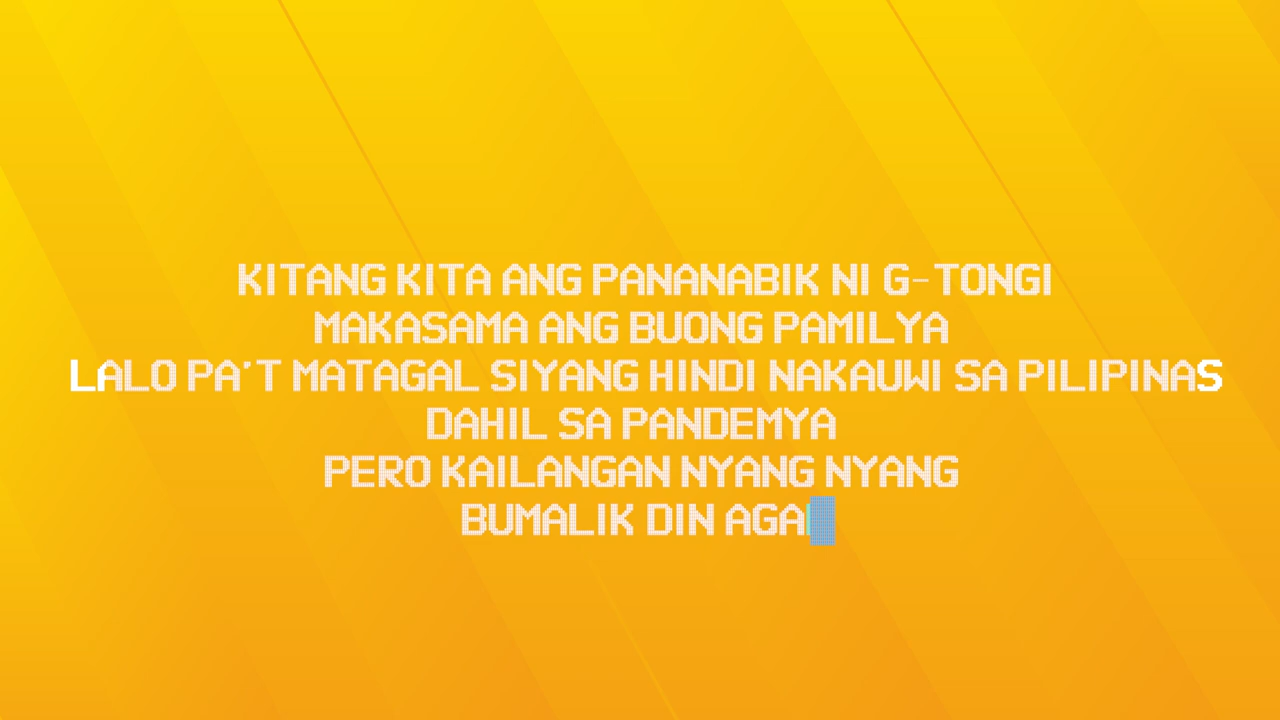 KITANG KITA ANG PANANABIK NI G-TONGI
MAKASAMA ANG BUONG PAMILYA
LALO PA'T MATAGAL SIYANG HINDI NAKAUWI SA PILIPINAS
DAHIL SA PANDEMYA
PERO KAILANGAN NYANG NYANG
BUMALIK DIN AGA